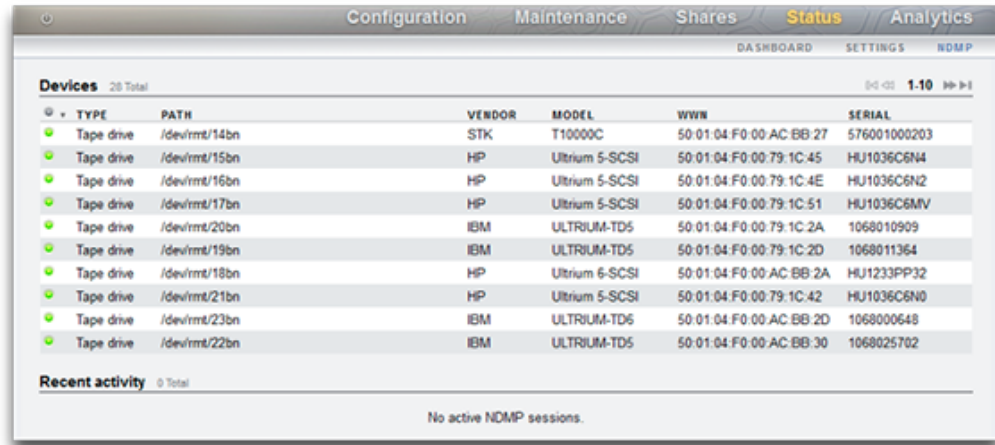 Configuration Maintenance Shares Status Analytics
DASHBOARD SETTINGS NDMP
Devices 28 Total 1-10
TYPE PATH VENDOR MODEL WWN SERIAL
Tape drive /dev/rmt/14bn STK T10000C 50:01:04:F0:00:AC:BB:27 576001000203
Tape drive /dev/rmt/15bn HP Ultrium 5-SCSI 50:01:04:F0:00:79:1C:45 HU1036C6N4
Tape drive /dev/rmt/16bn HP Ultrium 5-SCSI 50:01:04:F0:00:79:1C:4E HU1036C6N2
Tape drive /dev/rmt/17bn HP Ultrium 5-SCSI 50:01:04:F0:00:79:1C:51 HU1036C6MV
Tape drive /dev/rmt/20bn IBM ULTRIUM-TD5 50:01:04:F0:00:79:1C:2A 1068010909
Tape drive /dev/rmt/19bn IBM ULTRIUM-TD5 50:01:04:F0:00:79:1C:2D 1068011364
Tape drive /dev/rmt/18bn HP Ultrium 6-SCSI 50:01:04:F0:00:AC:BB:2A HU1233PP32
Tape drive /dev/rmt/21bn HP Ultrium 5-SCSI 50:01:04:F0:00:79:1C:42 HU1036C6N0
Tape drive /dev/rmt/23bn IBM ULTRIUM-TD6 50:01:04:F0:00:AC:BB:2D 1068000648
Tape drive /dev/rmt/22bn IBM ULTRIUM-TD5 50:01:04:F0:00:AC:BB:30 1068025702
Recent activity 0 Total
No active NDMP sessions.